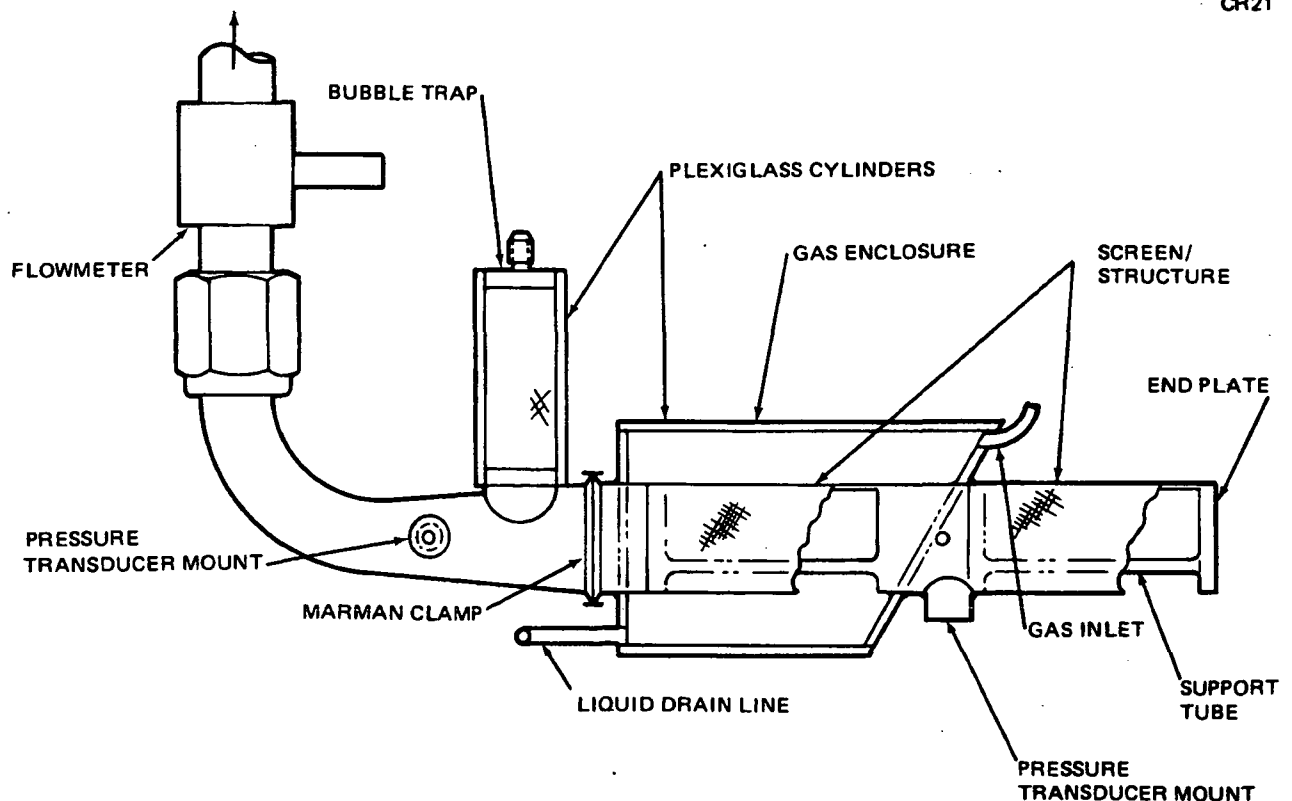 CR21
BUBBLE TRAP
PLEXIGLASS CYLINDERS
FLOWMETER
GAS ENCLOSURE
SCREEN/
STRUCTURE
END PLATE
PRESSURE
TRANSDUCER MOUNT
MARMAN CLAMP
GAS INLET
LIQUID DRAIN LINE
SUPPORT
TUBE
PRESSURE
TRANSDUCER MOUNT